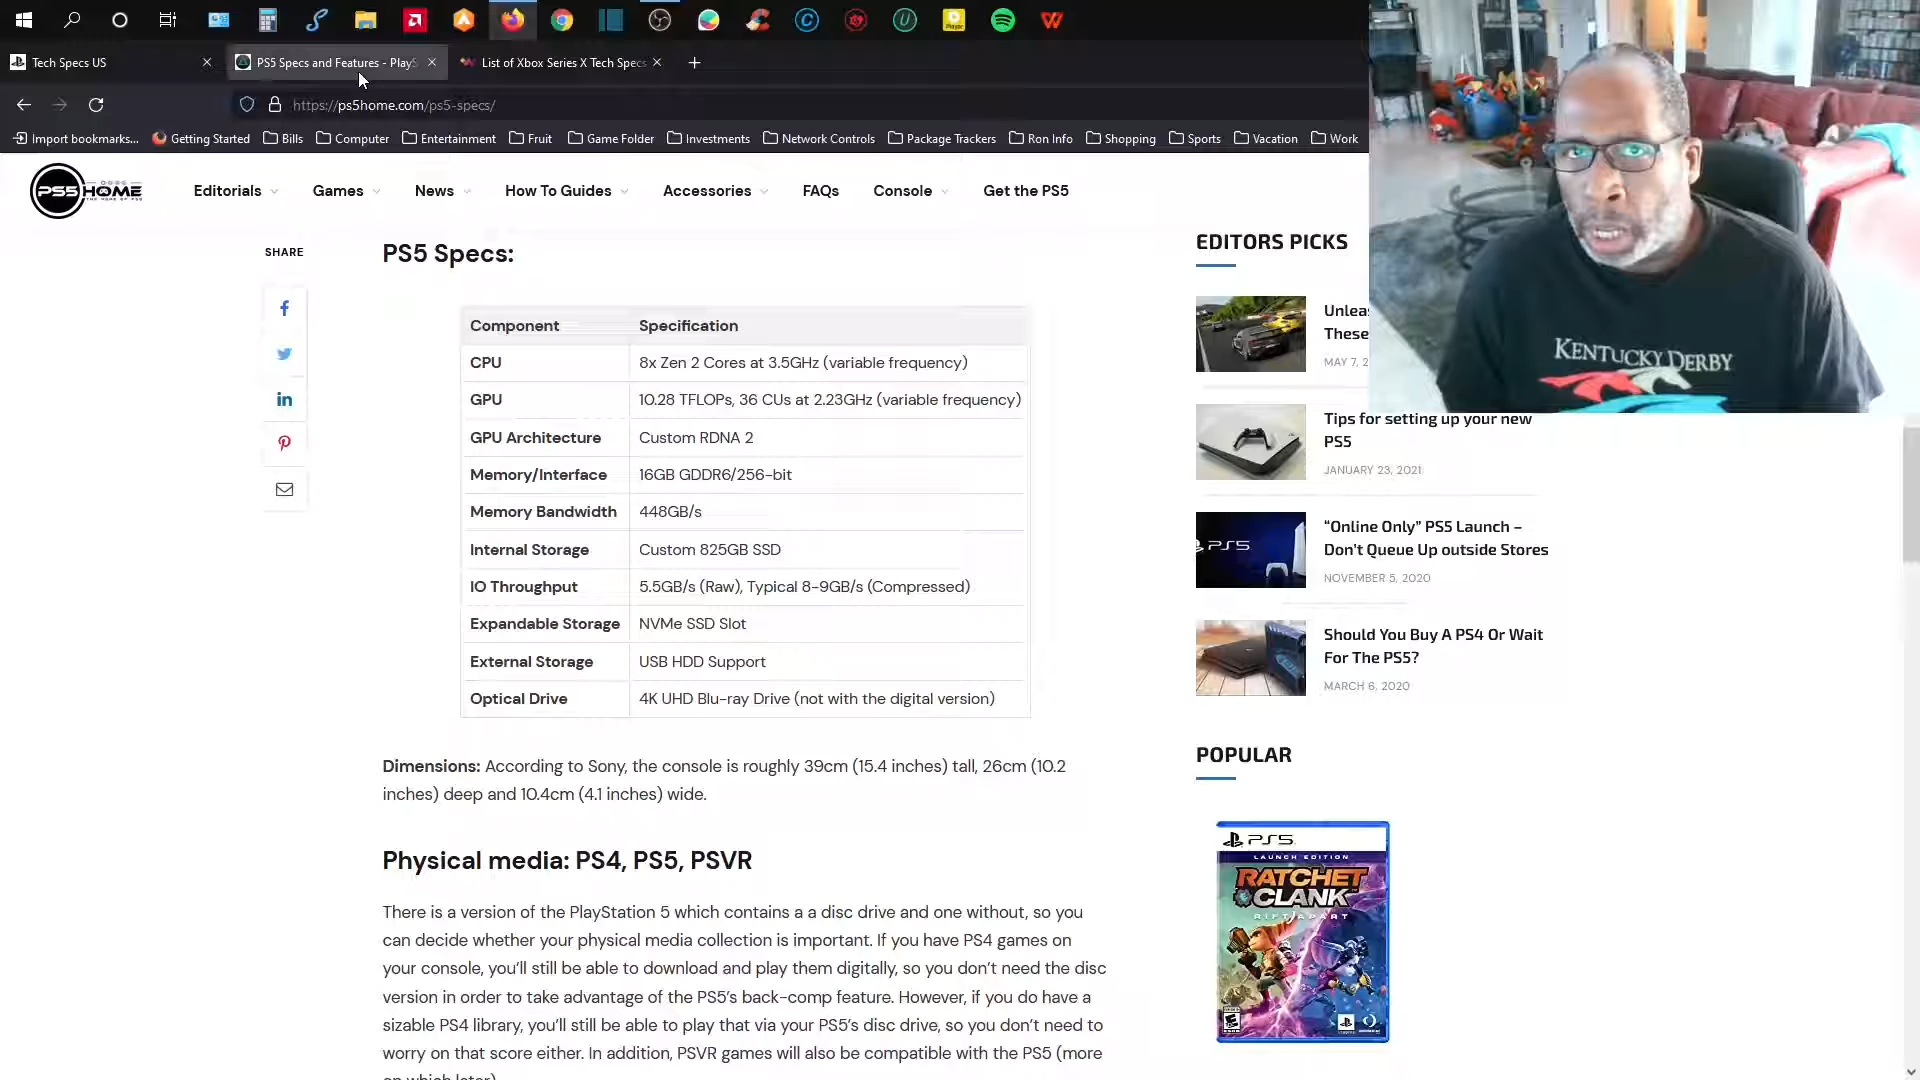 Tech Specs US
PS5 Specs and Features - PlayS
List of Xbox Series X Tech Specs
https://ps5home.com/ps5-specs/
Import bookmarks...
Getting Started
Bills
Computer
Entertainment
Fruit
Game Folder
Investments
Network Controls
Package Trackers
Ron Info
Shopping
Sports
Vacation
Work
PS5HOME
THE HOME OF PS5
Editorials
Games
News
How To Guides
Accessories
FAQs
Console
Get the PS5
SHARE
PS5 Specs:
Component Specification
CPU 8x Zen 2 Cores at 3.5GHz (variable frequency)
GPU 10.28 TFLOPs, 36 CUs at 2.23GHz (variable frequency)
GPU Architecture Custom RDNA 2
Memory/Interface 16GB GDDR6/256-bit
Memory Bandwidth 448GB/s
Internal Storage Custom 825GB SSD
IO Throughput 5.5GB/s (Raw), Typical 8-9GB/s (Compressed)
Expandable Storage NVMe SSD Slot
External Storage USB HDD Support
Optical Drive 4K UHD Blu-ray Drive (not with the digital version)
Dimensions: According to Sony, the console is roughly 39cm (15.4 inches) tall, 26cm (10.2
inches) deep and 10.4cm (4.1 inches) wide.
Physical media: PS4, PS5, PSVR
There is a version of the PlayStation 5 which contains a a disc drive and one without, so you
can decide whether your physical media collection is important. If you have PS4 games on
your console, you'll still be able to download and play them digitally, so you don't need the disc
version in order to take advantage of the PS5's back-comp feature. However, if you do have a
sizable PS4 library, you'll still be able to play that via your PS5's disc drive, so you don't need to
worry on that score either. In addition, PSVR games will also be compatible with the PS5 (more
on which later)
EDITORS PICKS
Unleas
These
MAY 7, 2
Tips for setting up your new
PS5
JANUARY 23, 2021
PS5
“Online Only” PS5 Launch –
Don't Queue Up outside Stores
NOVEMBER 5, 2020
Should You Buy A PS4 Or Wait
For The PS5?
MARCH 6, 2020
POPULAR
PS5
LAUNCH EDITION
RATCHET
CLANK
RIFT APART
KENTUCKY DERBY